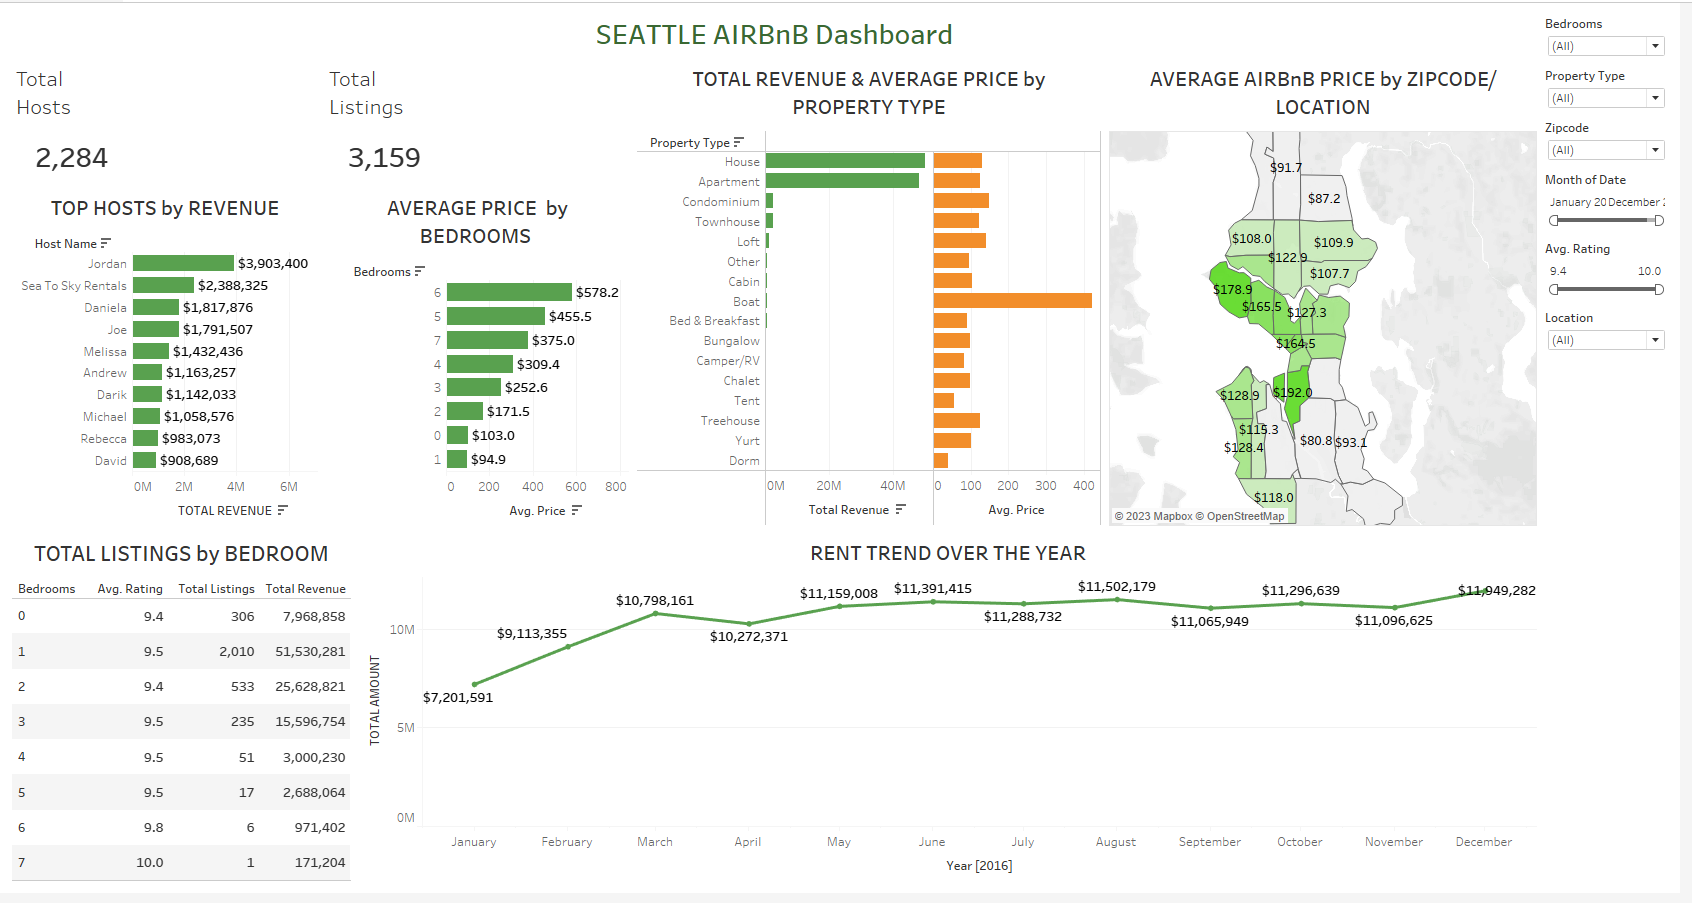 SEATTLE AIRBnB Dashboard
Total
Hosts
2,284
Total
Listings
3,159
TOP HOSTS by REVENUE
Host Name
Jordan $3,903,400
Sea To Sky Rentals $2,388,325
Daniela $1,817,876
Joe $1,791,507
Melissa $1,432,436
Andrew $1,163,257
Darik $1,142,033
Michael $1,058,576
Rebecca $983,073
David $908,689
0M 2M 4M 6M
TOTAL REVENUE
AVERAGE PRICE by
BEDROOMS
Bedrooms
6 $578.2
5 $455.5
7 $375.0
4 $309.4
3 $252.6
2 $171.5
0 $103.0
1 $94.9
0 200 400 600 800
Avg. Price
TOTAL REVENUE & AVERAGE PRICE by
PROPERTY TYPE
Property Type
House
Apartment
Condominium
Townhouse
Loft
Other
Cabin
Boat
Bed & Breakfast
Bungalow
Camper/RV
Chalet
Tent
Treehouse
Yurt
Dorm
0M 20M 40M 0 100 200 300 400
Total Revenue Avg. Price
AVERAGE AIRBnB PRICE by ZIPCODE/
LOCATION
$91.7
$87.2
$108.0 $109.9
$122.9
$107.7
$178.9
$165.5
$127.3
$164.5
$192.0
$128.9
$115.3
$80.8 $93.1
$128.4
$118.0
© 2023 Mapbox © OpenStreetMap
Bedrooms
(All)
Property Type
(All)
Zipcode
(All)
Month of Date
January 20 December 2
Avg. Rating
9.4 10.0
Location
(All)
TOTAL LISTINGS by BEDROOM
Bedrooms Avg. Rating Total Listings Total Revenue
0 9.4 306 7,968,858
1 9.5 2,010 51,530,281
2 9.4 533 25,628,821
3 9.5 235 15,596,754
4 9.5 51 3,000,230
5 9.5 17 2,688,064
6 9.8 6 971,402
7 10.0 1 171,204
RENT TREND OVER THE YEAR
TOTAL AMOUNT
10M
5M
0M
$7,201,591
$9,113,355
$10,798,161
$10,272,371
$11,159,008
$11,391,415
$11,288,732
$11,502,179
$11,065,949
$11,296,639
$11,096,625
$11,949,282
January February March April May June July August September October November December
Year [2016]